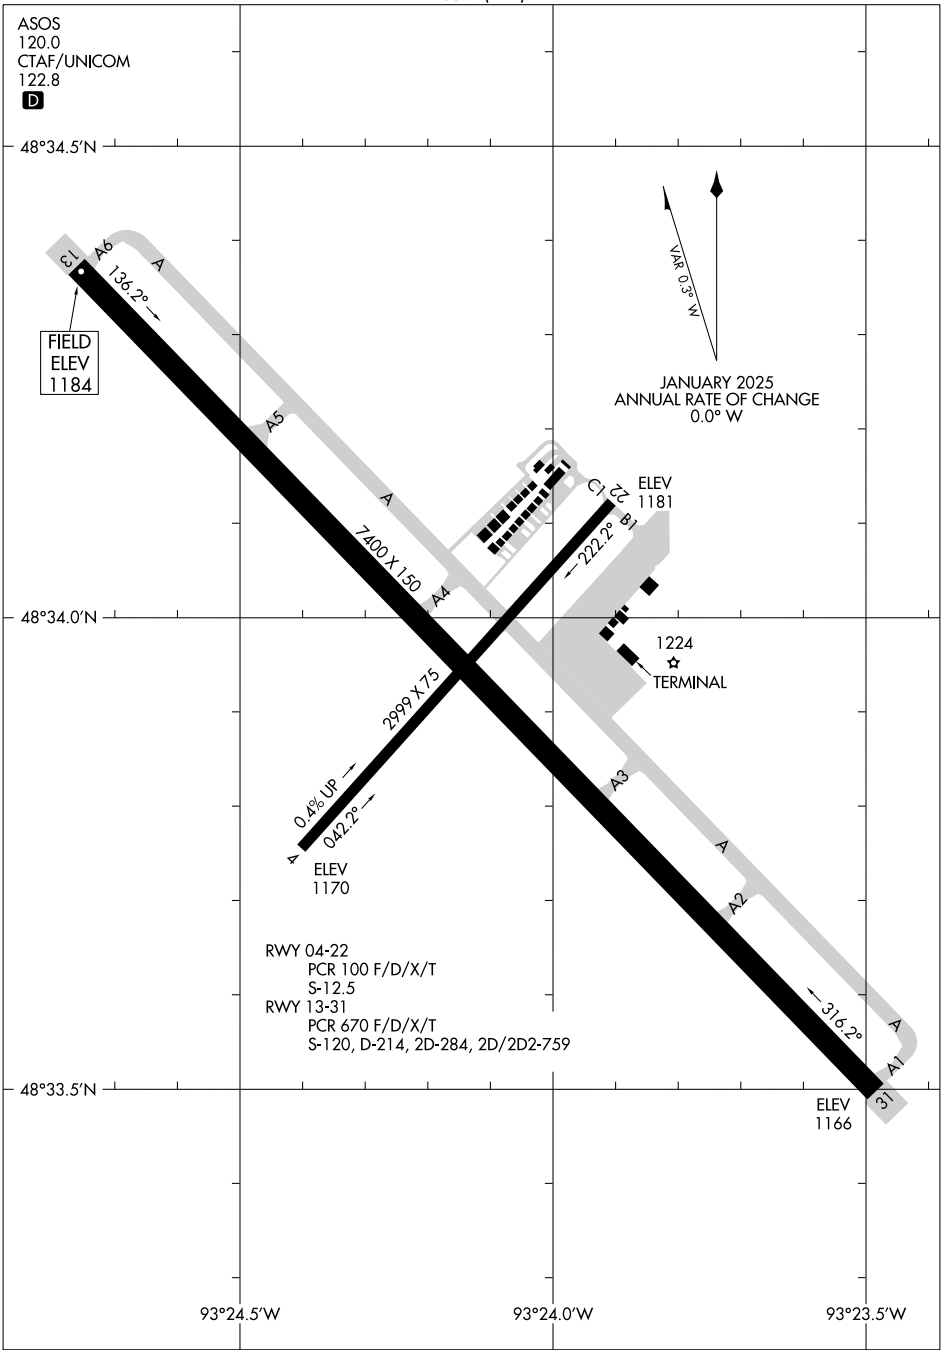 ASOS
120.0
CTAF/UNICOM
122.8
D
48°34.5'N
13
A6
A
136.2°
FIELD
ELEV
1184
VAR 0.3° W
JANUARY 2025
ANNUAL RATE OF CHANGE
0.0° W
A5
A
C1
22
ELEV
1181
B1
222.2°
7400 X 150
A4
48°34.0'N
1224
TERMINAL
2999 X 75
A3
0.4% UP
042.2°
4
ELEV
1170
A
A2
RWY 04-22
PCR 100 F/D/X/T
S-12.5
RWY 13-31
PCR 670 F/D/X/T
S-120, D-214, 2D-284, 2D/2D2-759
316.2°
A
A1
48°33.5'N
31
ELEV
1166
93°24.5'W
93°24.0'W
93°23.5'W